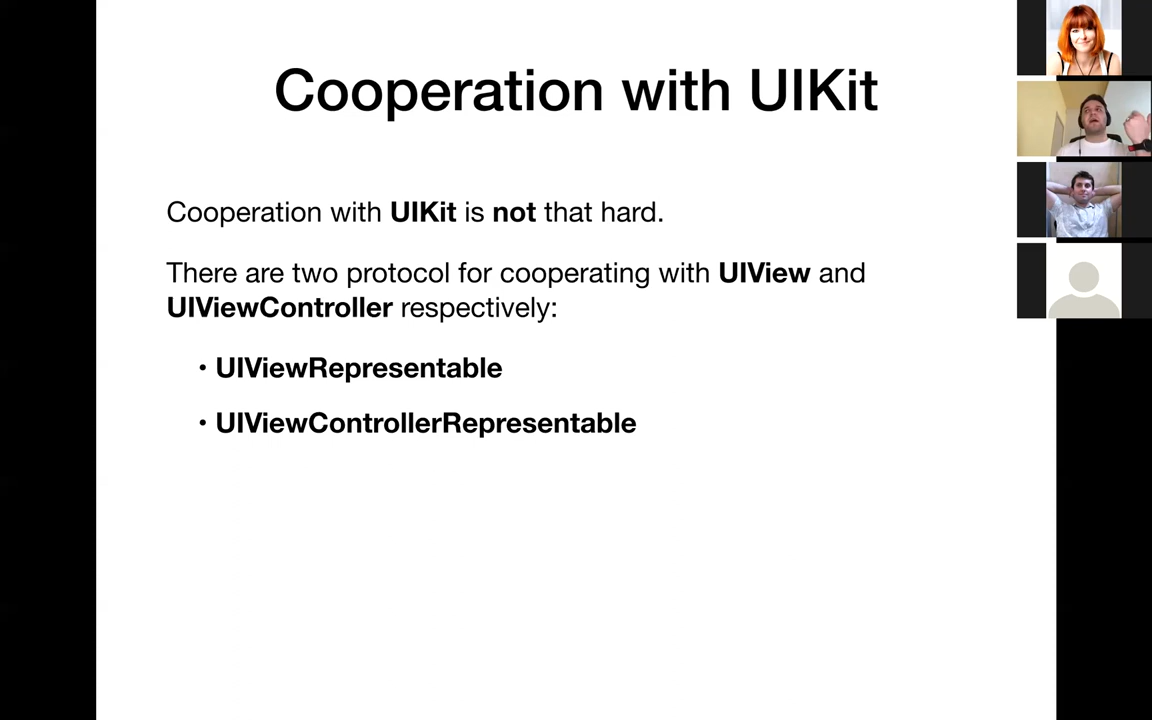 Cooperation with UIKit
Cooperation with UIKit is not that hard.
There are two protocol for cooperating with UIView and
UIViewController respectively:
• UIViewRepresentable
• UIViewControllerRepresentable